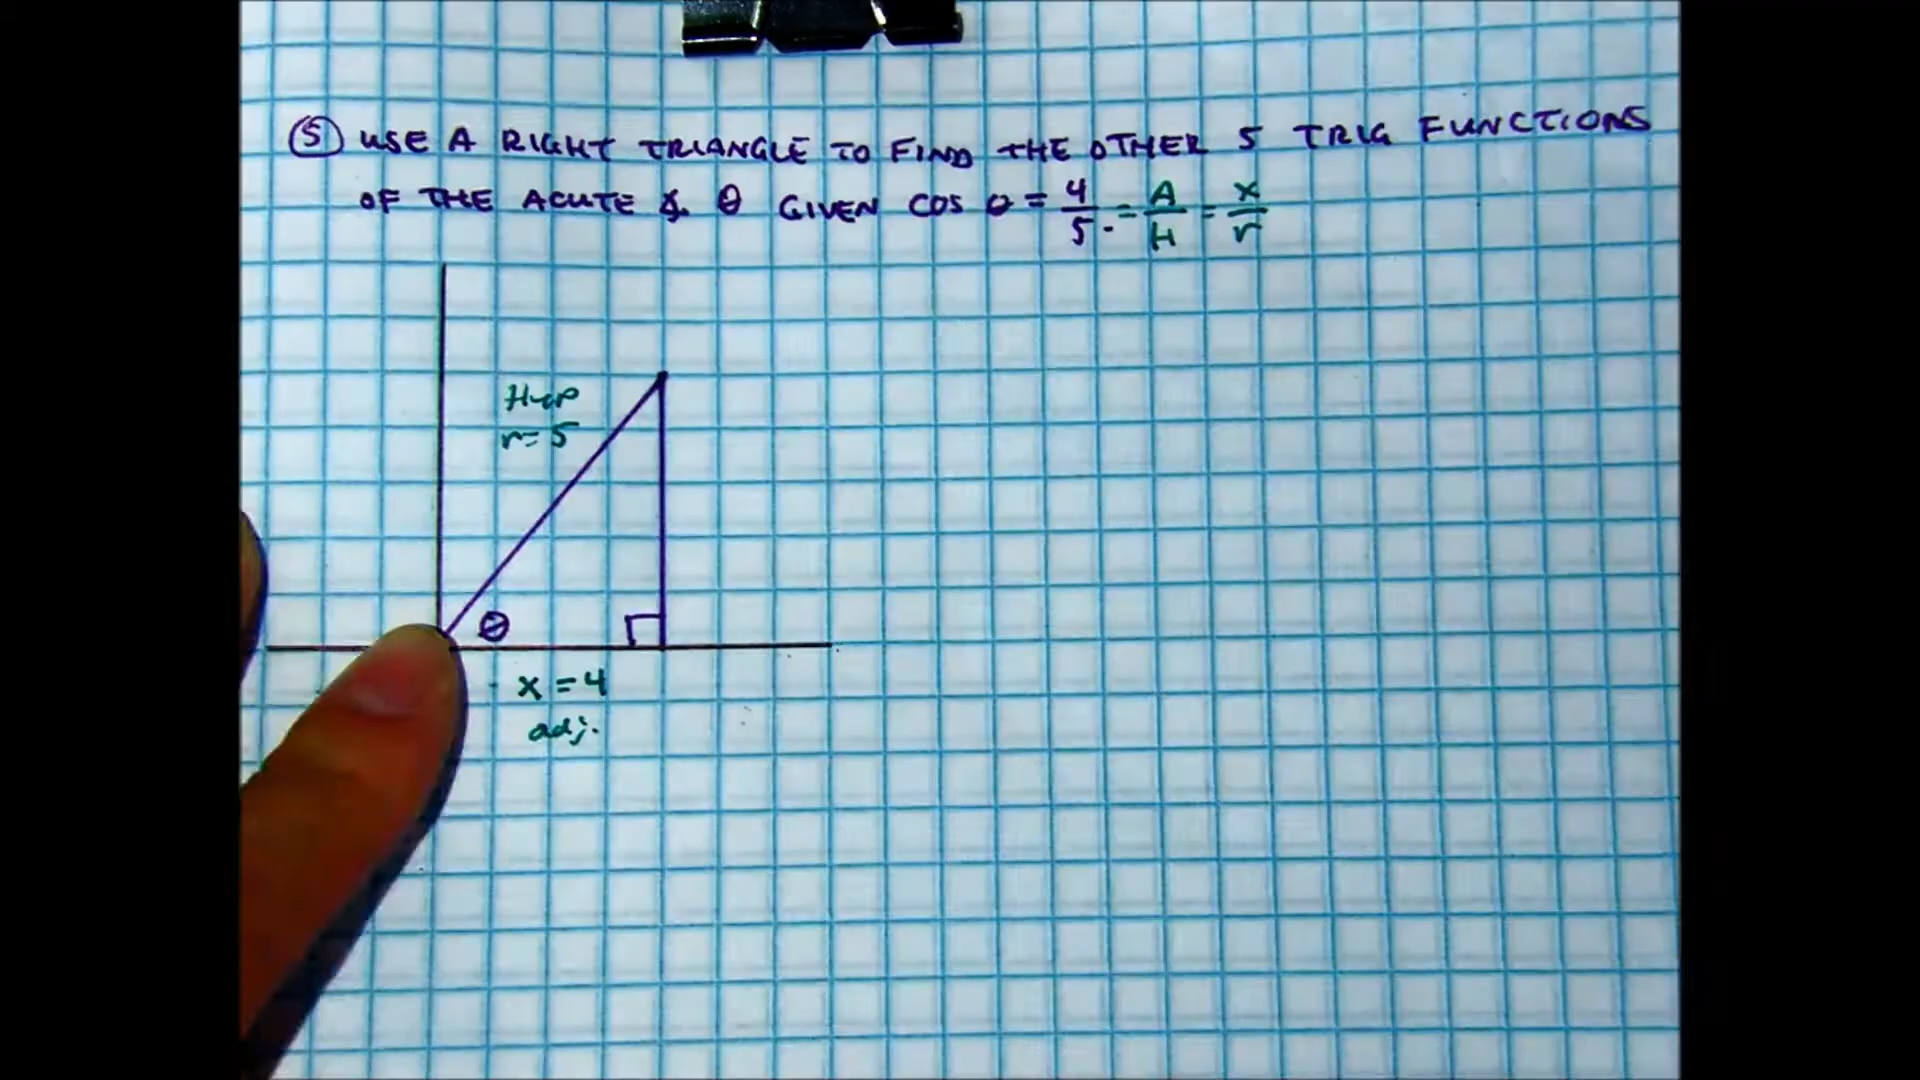 ⑤ USE A RIGHT TRIANGLE TO FIND THE OTHER 5 TRIG FUNCTIONS
OF THE ACUTE ∡ θ GIVEN COS θ = 4/5. = A/H = x/r
Hyp
r=5
θ
x=4
adj.